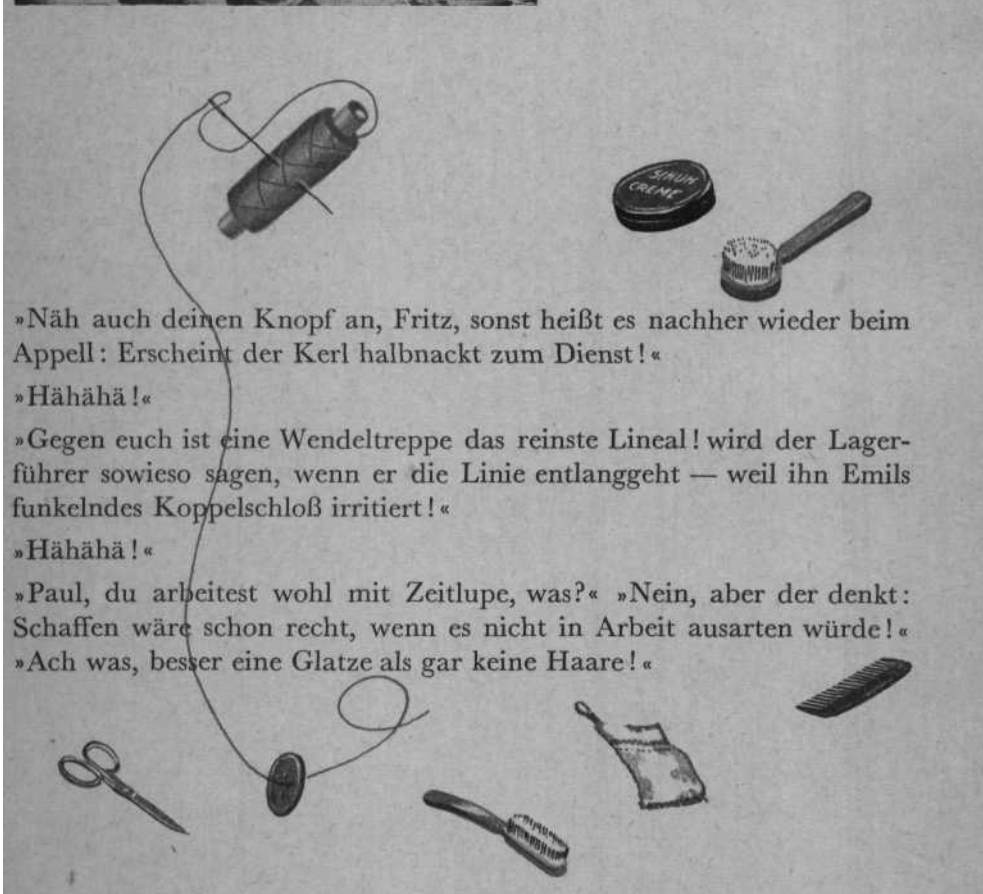 SCHUH
CREME
»Näh auch deinen Knopf an, Fritz, sonst heißt es nachher wieder beim
Appell: Erscheint der Kerl halbnackt zum Dienst!«
»Hähähä!«
»Gegen euch ist eine Wendeltreppe das reinste Lineal! wird der Lager-
führer sowieso sagen, wenn er die Linie entlanggeht — weil ihn Emils
funkelndes Koppelschloß irritiert!«
»Hähähä!«
»Paul, du arbeitest wohl mit Zeitlupe, was?« »Nein, aber der denkt:
Schaffen wäre schon recht, wenn es nicht in Arbeit ausarten würde!«
»Ach was, besser eine Glatze als gar keine Haare!«